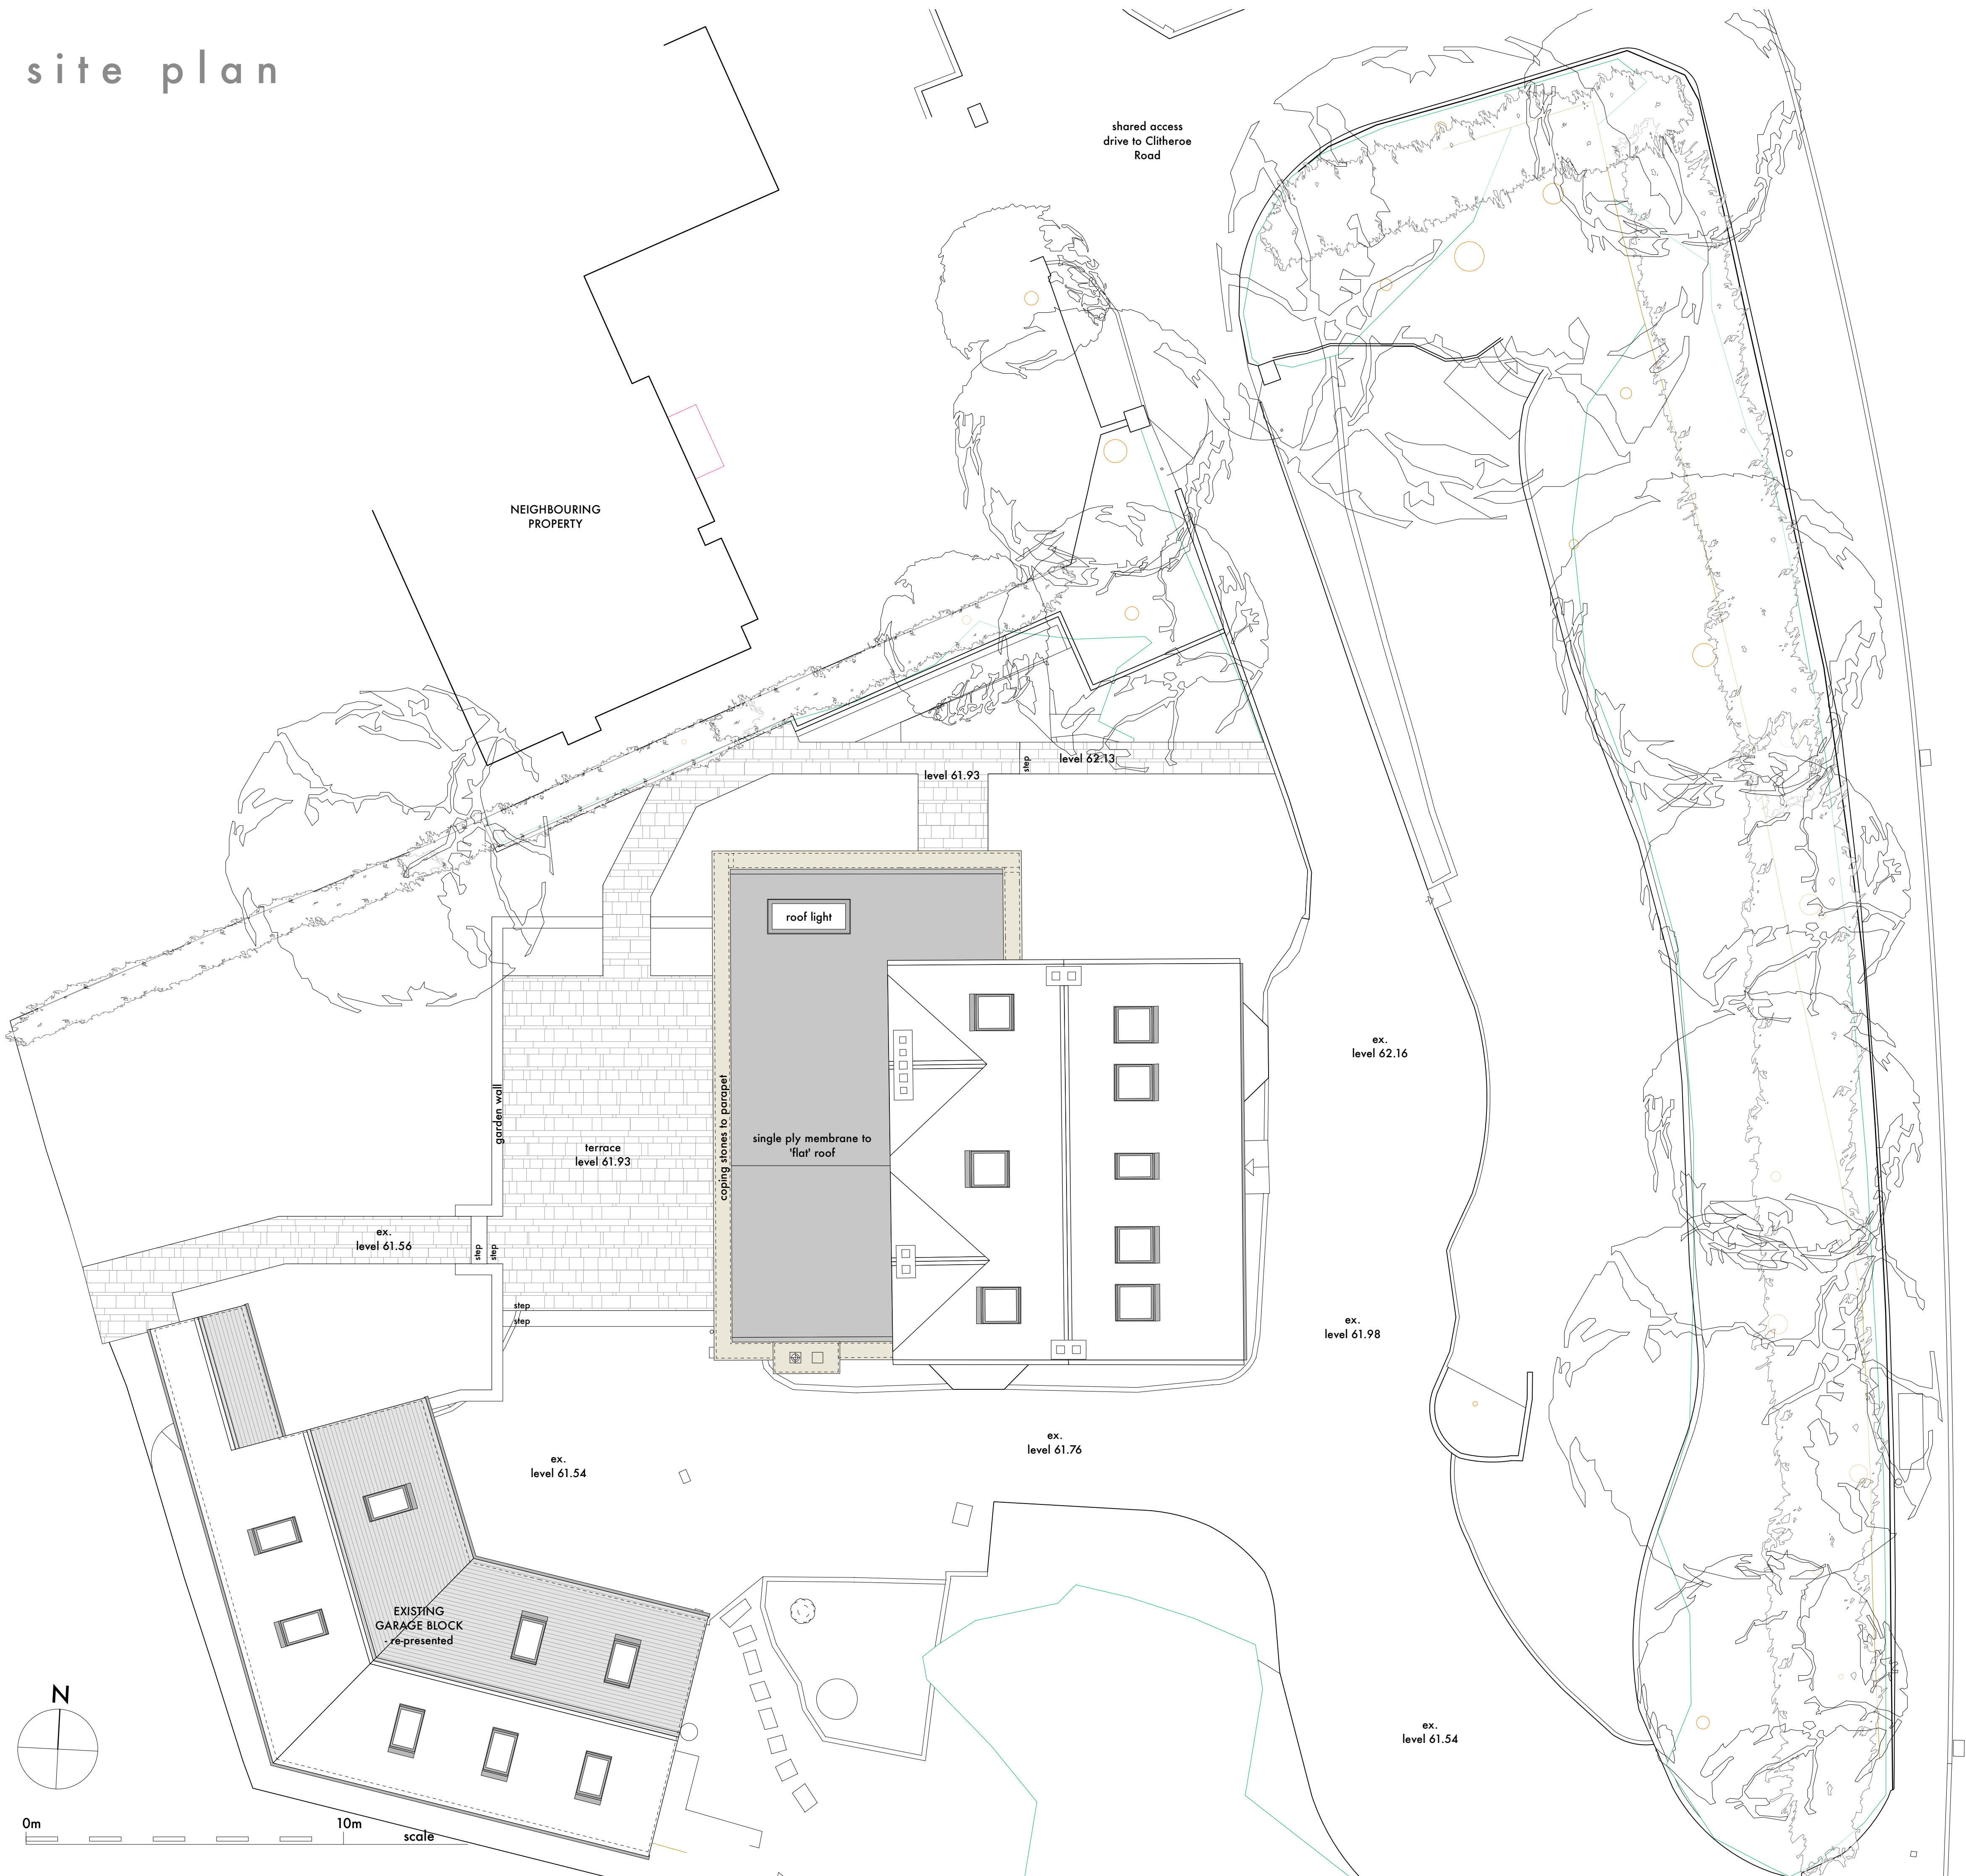 site plan
shared access
drive to Clitheroe
Road
NEIGHBOURING
PROPERTY
level 61.93
step
level 62.13
roof light
ex.
level 62.16
garden wall
terrace
level 61.93
coping stones to parapet
single ply membrane to
'flat' roof
ex.
level 61.56
step
step
step
step
ex.
level 61.98
ex.
level 61.76
ex.
level 61.54
EXISTING
GARAGE BLOCK
- re-presented
ex.
level 61.54
N
0m
10m
scale